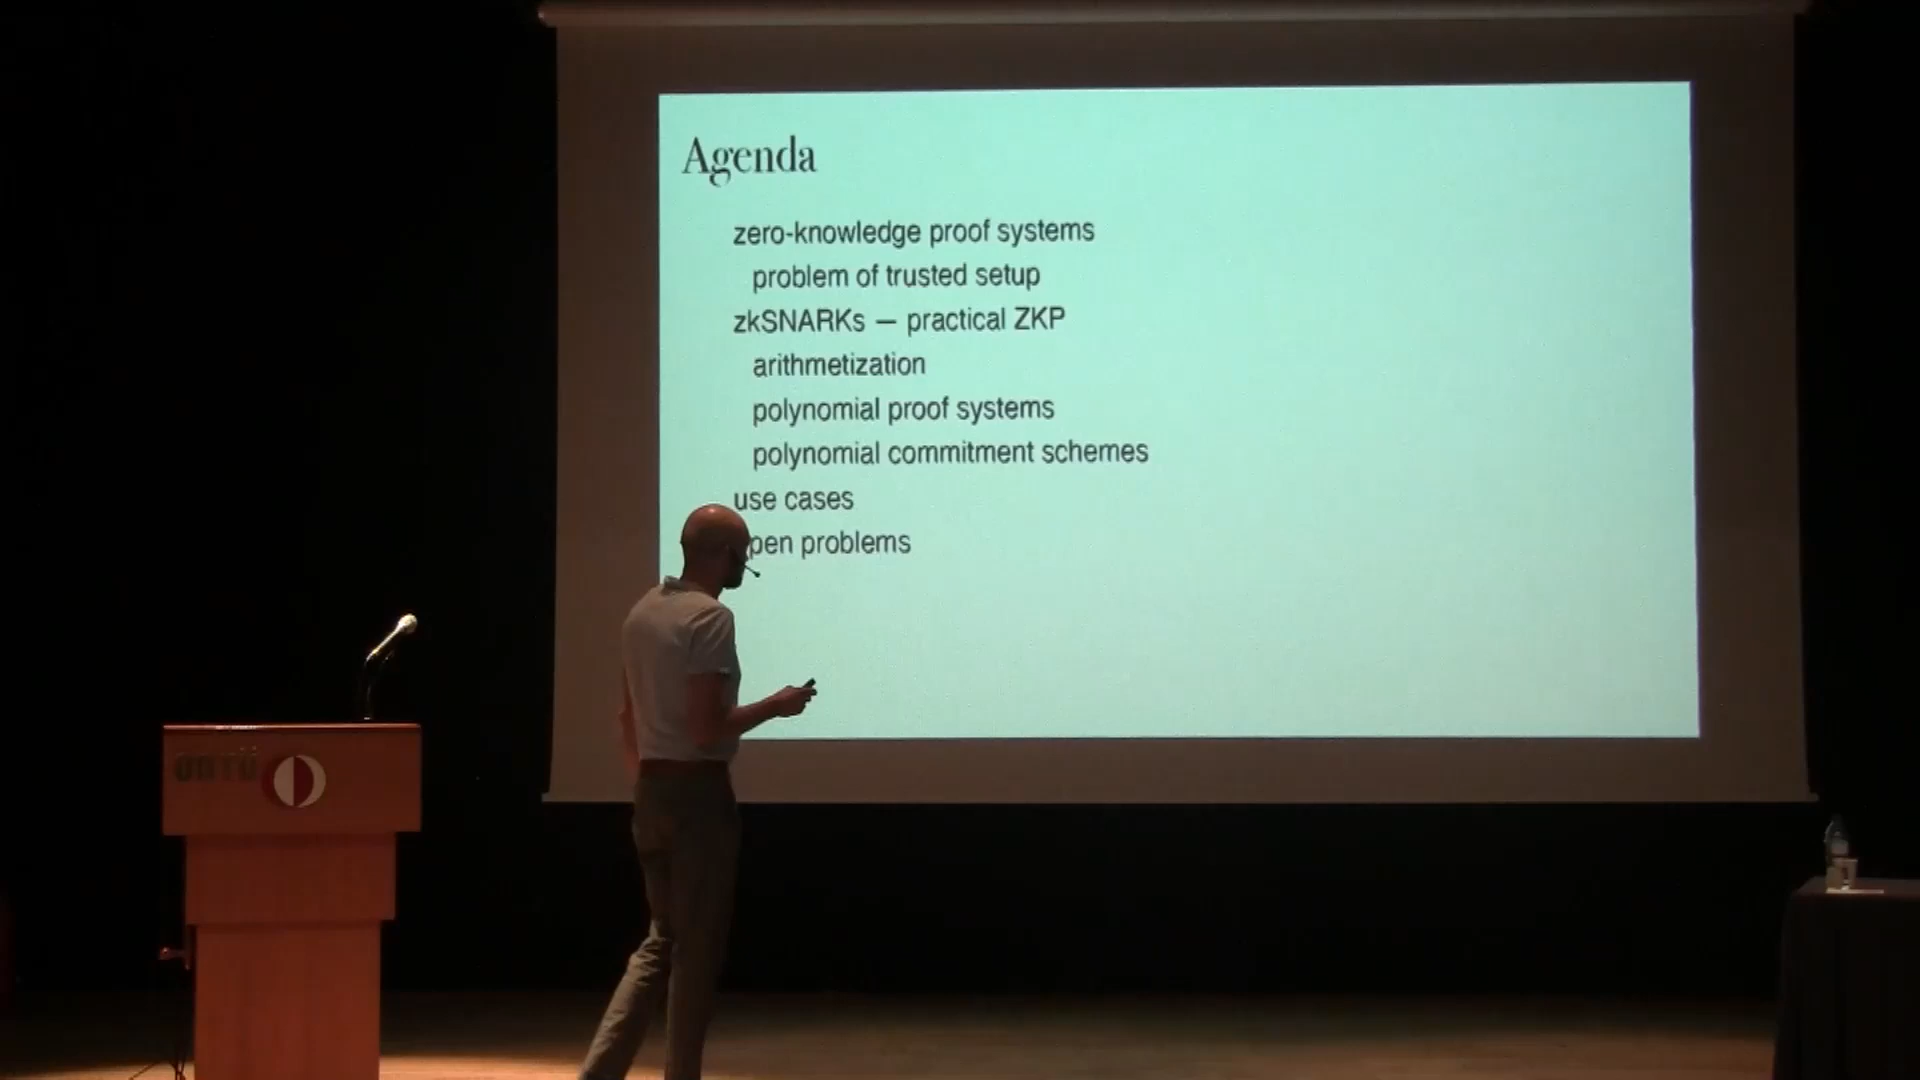 Agenda
zero-knowledge proof systems
problem of trusted setup
zkSNARKs — practical ZKP
arithmetization
polynomial proof systems
polynomial commitment schemes
use cases
pen problems
ODTÜ